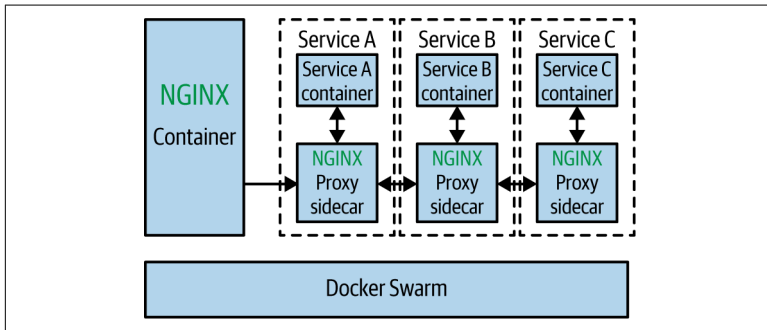 NGINX
Container
Service A
Service A
container
NGINX
Proxy
sidecar
Service B
Service B
container
NGINX
Proxy
sidecar
Service C
Service C
container
NGINX
Proxy
sidecar
Docker Swarm